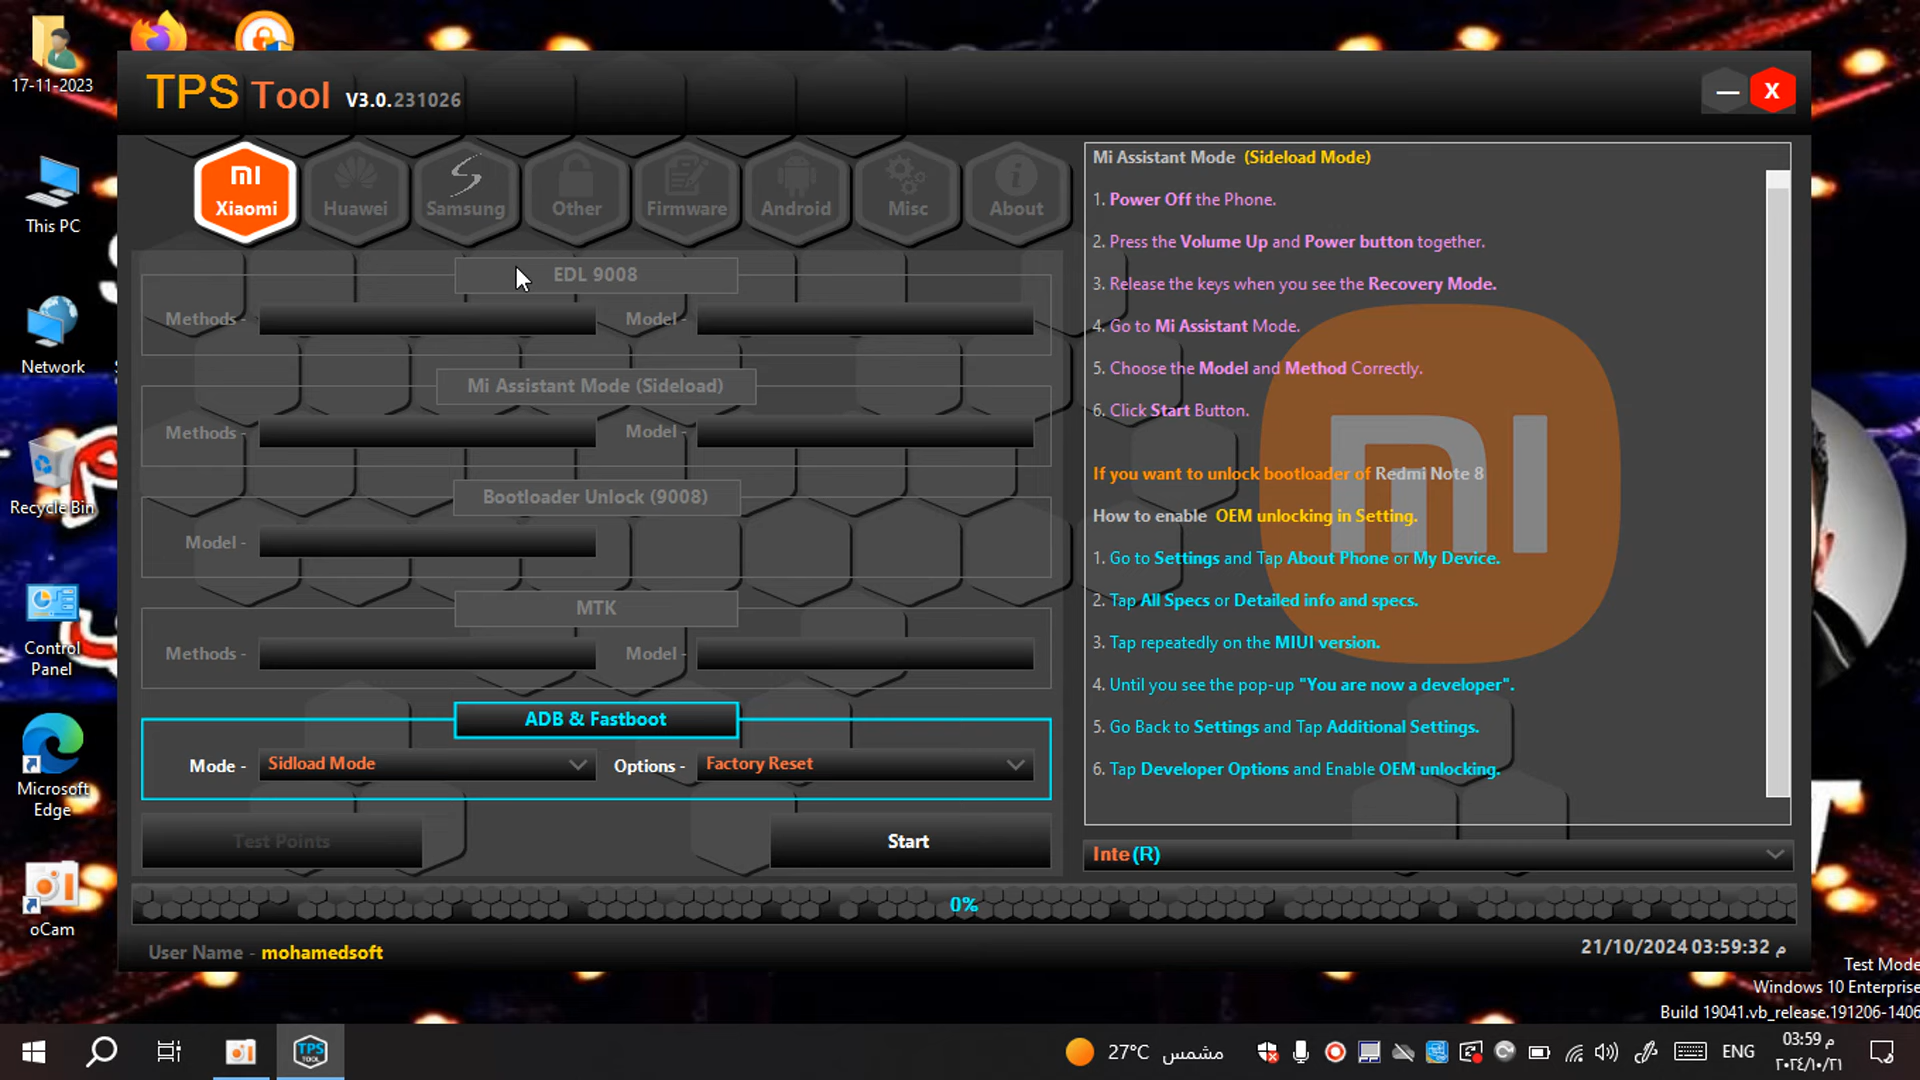 17-11-2023
This PC
Network
Recycle Bin
Control
Panel
Microsoft
Edge
oCam
TPS Tool V3.0.231026
X
Xiaomi
Huawei
Samsung
Other
Firmware
Android
Misc
About
EDL 9008
Methods -
Model -
Mi Assistant Mode (Sideload)
Methods -
Model -
Bootloader Unlock (9008)
Model -
MTK
Methods -
Model -
ADB & Fastboot
Mode - Sidload Mode
Options - Factory Reset
Test Points
Start
Mi Assistant Mode (Sideload Mode)
1. Power Off the Phone.
2. Press the Volume Up and Power button together.
3. Release the keys when you see the Recovery Mode.
4. Go to Mi Assistant Mode.
5. Choose the Model and Method Correctly.
6. Click Start Button.
If you want to unlock bootloader of Redmi Note 8
How to enable OEM unlocking in Setting.
1. Go to Settings and Tap About Phone or My Device.
2. Tap All Specs or Detailed info and specs.
3. Tap repeatedly on the MIUI version.
4. Until you see the pop-up "You are now a developer".
5. Go Back to Settings and Tap Additional Settings.
6. Tap Developer Options and Enable OEM unlocking.
Inte(R)
0%
User Name - mohamedsoft
21/10/2024 03:59:32 م
Test Mode
Windows 10 Enterprise
Build 19041.vb_release.191206-1406
TPS
TOOL
27°C مشمس
ENG
03:59 م
٢٠٢٤/١٠/٢١